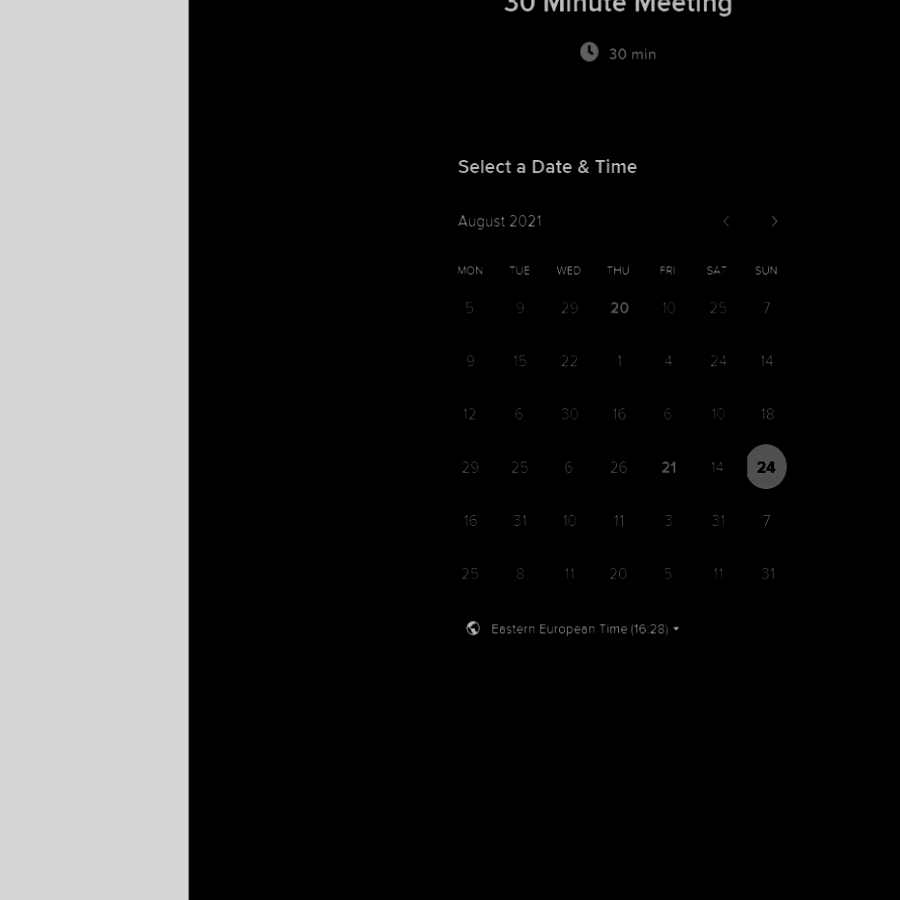 30 Minute Meeting
30 min
Select a Date & Time
August 2021
MON TUE WED THU FRI SAT SUN
5 9 29 20 10 25 7
9 15 22 1 4 24 14
12 6 30 16 6 10 18
29 25 6 26 21 14 24
16 31 10 11 3 31 7
25 8 11 20 5 11 31
Eastern European Time (16:28)